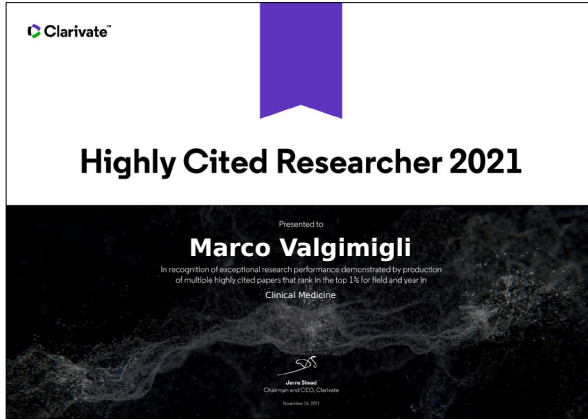 Clarivate™
Highly Cited Researcher 2021
Presented to
Marco Valgimigli
In recognition of exceptional research performance demonstrated by production
of multiple highly cited papers that rank in the top 1% for field and year in
Clinical Medicine
Jerre Stead
Chairman and CEO, Clarivate
November 16, 2021